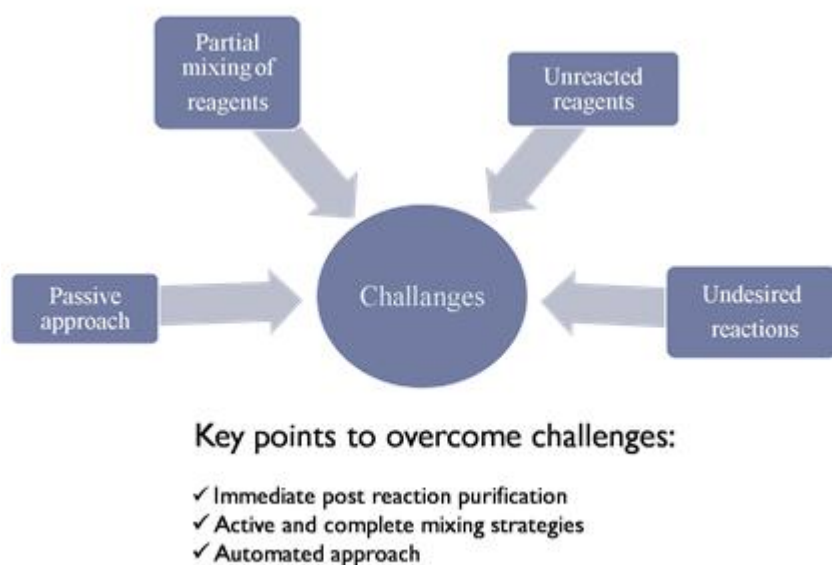 Partial
mixing of
reagents
Unreacted
reagents
Passive
approach
Challanges
Undesired
reactions
Key points to overcome challenges:
✓ Immediate post reaction purification
✓ Active and complete mixing strategies
✓ Automated approach